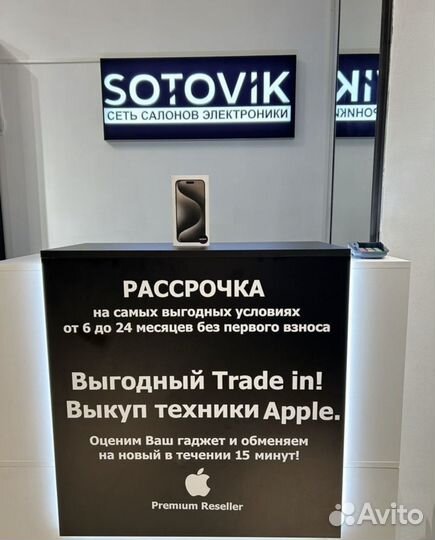 SOTOVIK
СЕТЬ САЛОНОВ ЭЛЕКТРОНИКИ
РАССРОЧКА
на самых выгодных условиях
от 6 до 24 месяцев без первого взноса
Выгодный Trade in!
Выкуп техники Apple.
Оценим Ваш гаджет и обменяем
на новый в течении 15 минут!
Premium Reseller
Avito